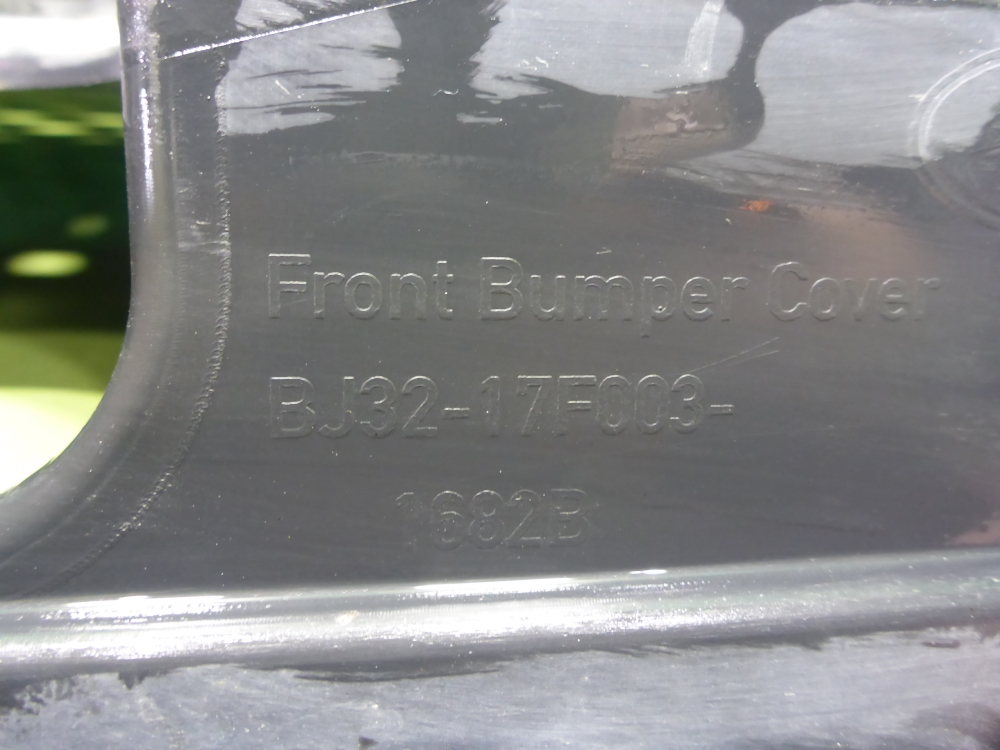 Front Bumper Cover
BJ32-17F003-
1682B